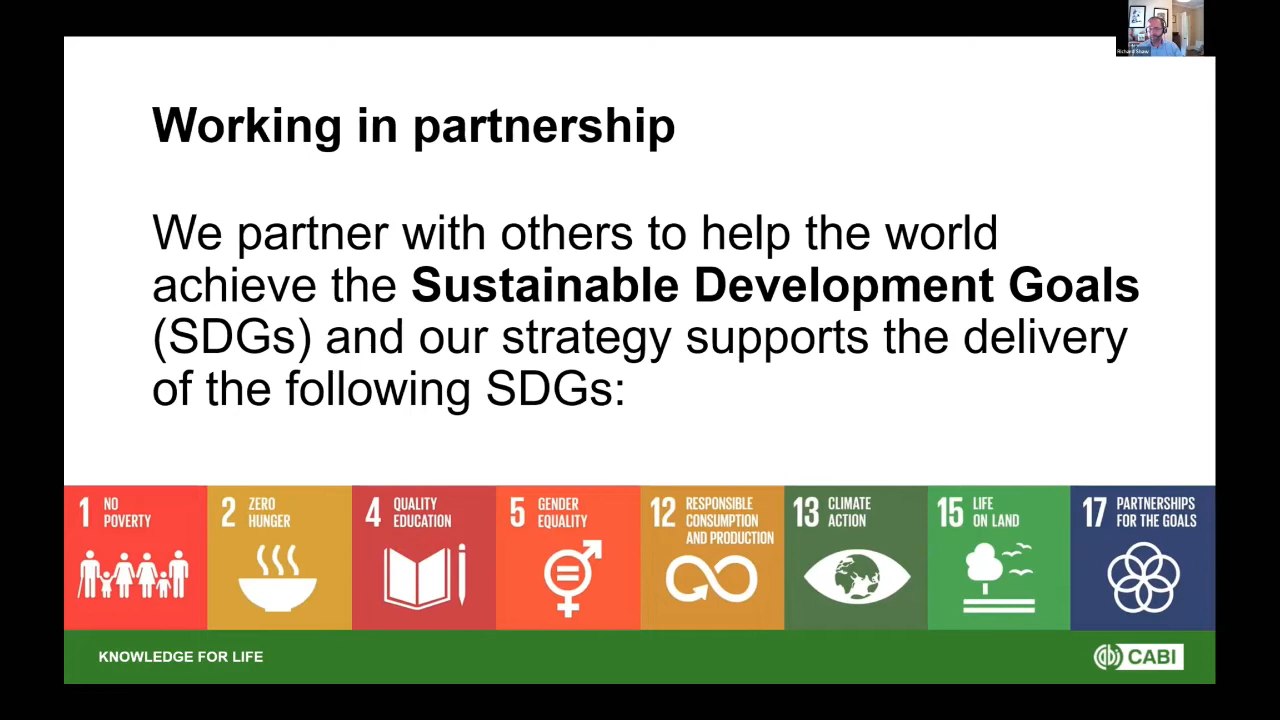 Richard Shaw
Working in partnership
We partner with others to help the world
achieve the Sustainable Development Goals
(SDGs) and our strategy supports the delivery
of the following SDGs:
1 NO
POVERTY
2 ZERO
HUNGER
4 QUALITY
EDUCATION
5 GENDER
EQUALITY
12 RESPONSIBLE
CONSUMPTION
AND PRODUCTION
13 CLIMATE
ACTION
15 LIFE
ON LAND
17 PARTNERSHIPS
FOR THE GOALS
KNOWLEDGE FOR LIFE
cabi CABI